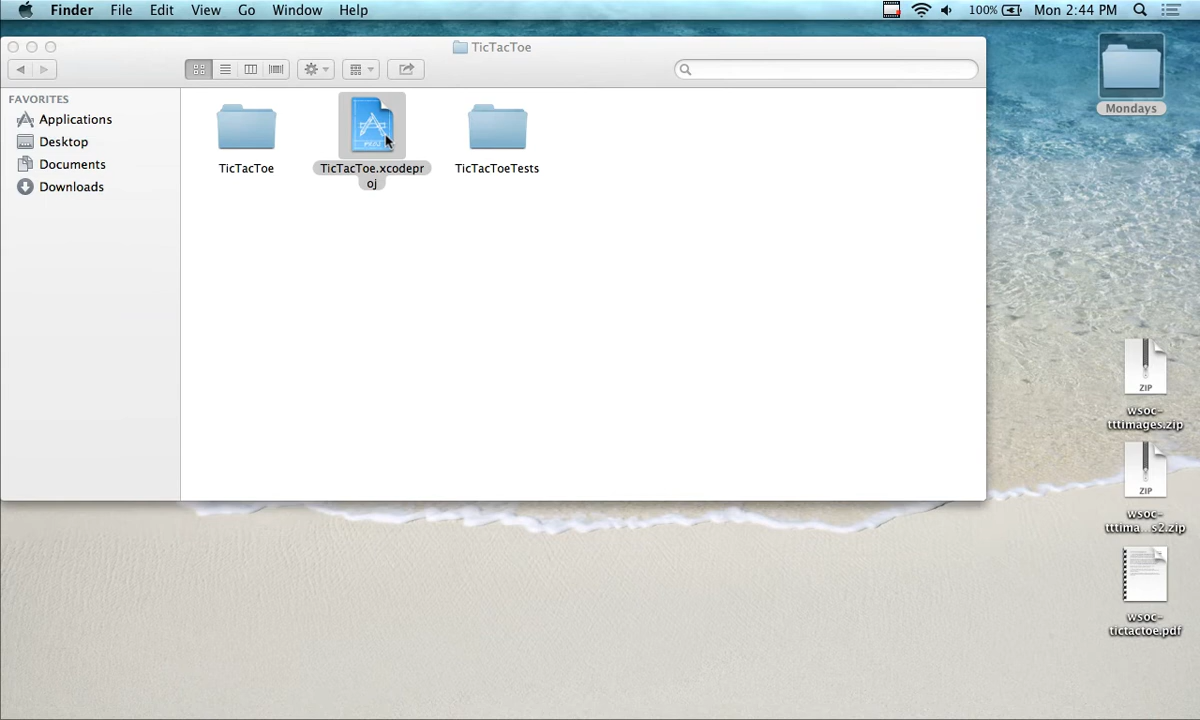 Finder File Edit View Go Window Help 100% Mon 2:44 PM
TicTacToe
FAVORITES
Applications
Desktop
Documents
Downloads
TicTacToe
TicTacToe.xcodepr
oj
TicTacToeTests
Mondays
ZIP
wsoc-
tttimages.zip
ZIP
wsoc-
tttima...s2.zip
wsoc-
tictactoe.pdf